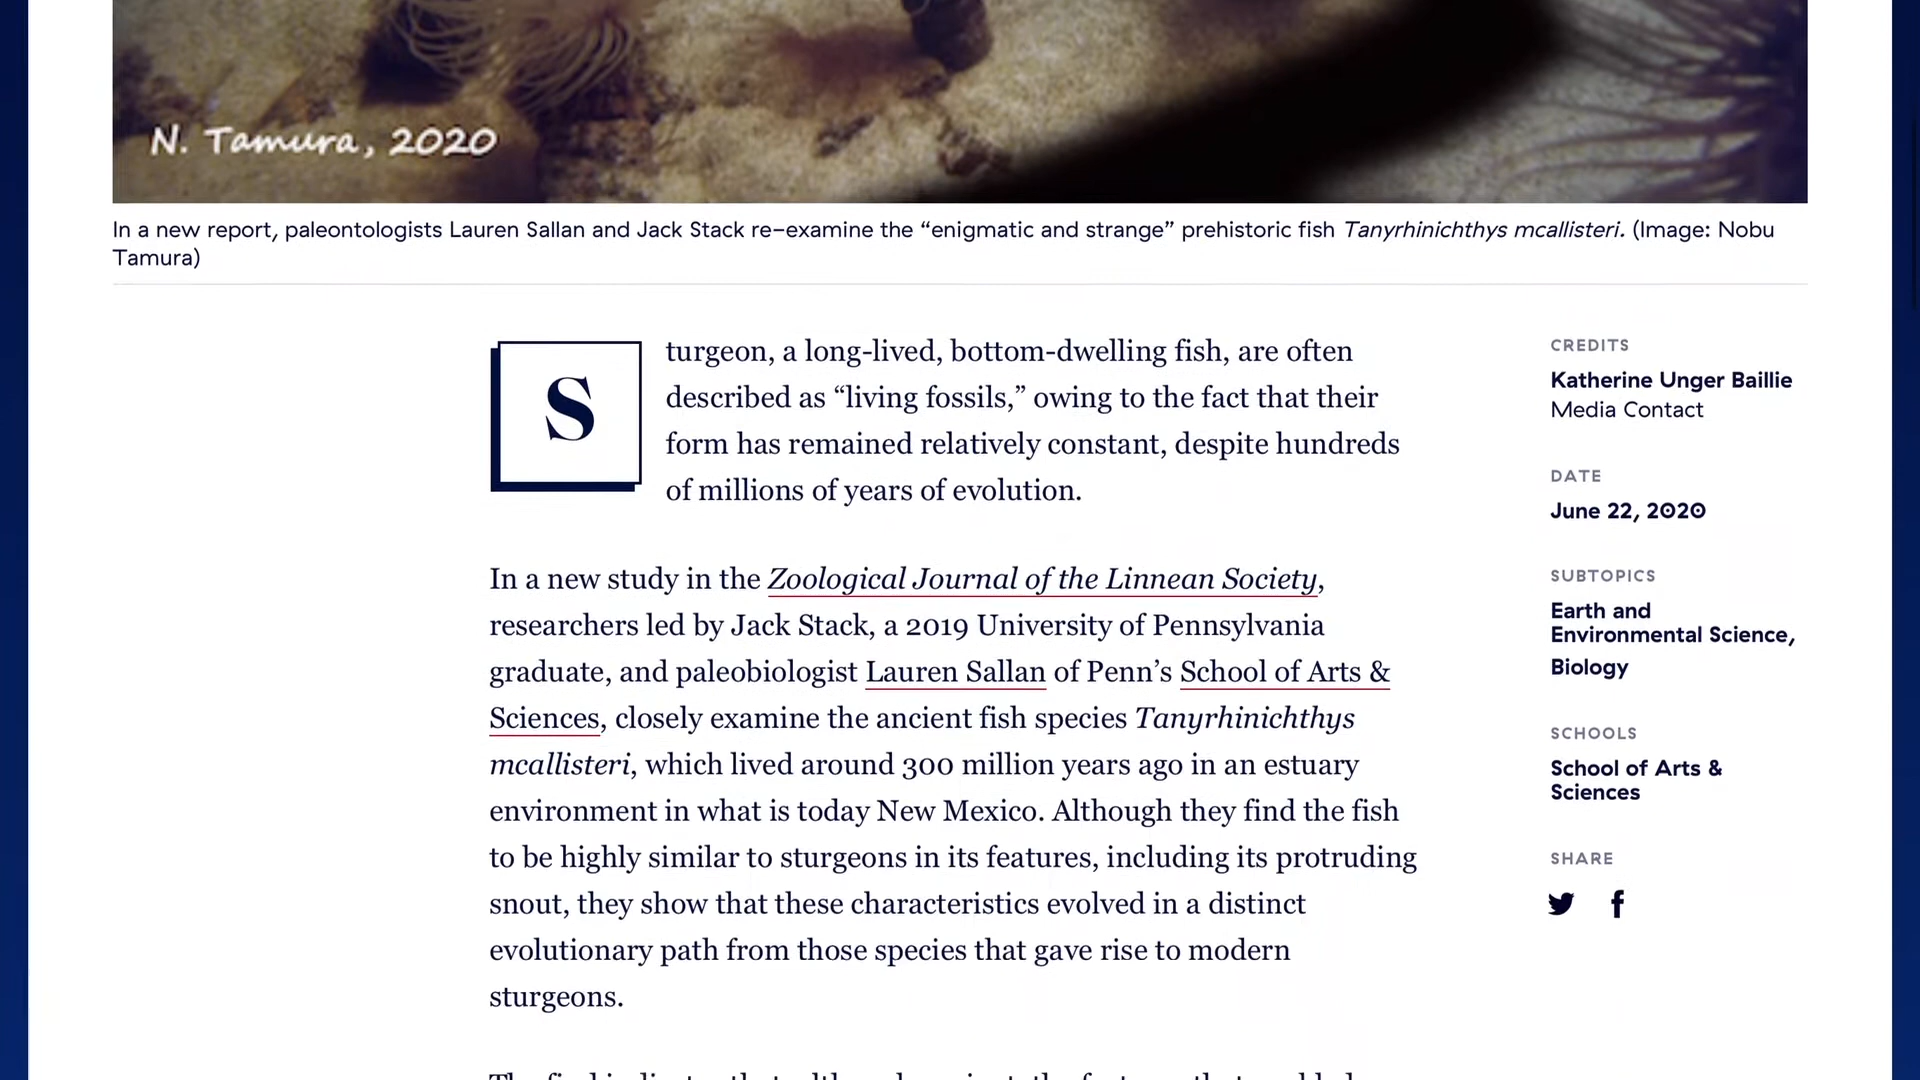 N. Tamura, 2020
In a new report, paleontologists Lauren Sallan and Jack Stack re-examine the “enigmatic and strange” prehistoric fish Tanyrhinichthys mcallisteri. (Image: Nobu
Tamura)
S
turgeon, a long-lived, bottom-dwelling fish, are often
described as “living fossils,” owing to the fact that their
form has remained relatively constant, despite hundreds
of millions of years of evolution.
In a new study in the Zoological Journal of the Linnean Society,
researchers led by Jack Stack, a 2019 University of Pennsylvania
graduate, and paleobiologist Lauren Sallan of Penn’s School of Arts &
Sciences, closely examine the ancient fish species Tanyrhinichthys
mcallisteri, which lived around 300 million years ago in an estuary
environment in what is today New Mexico. Although they find the fish
to be highly similar to sturgeons in its features, including its protruding
snout, they show that these characteristics evolved in a distinct
evolutionary path from those species that gave rise to modern
sturgeons.
CREDITS
Katherine Unger Baillie
Media Contact
DATE
June 22, 2020
SUBTOPICS
Earth and
Environmental Science,
Biology
SCHOOLS
School of Arts &
Sciences
SHARE